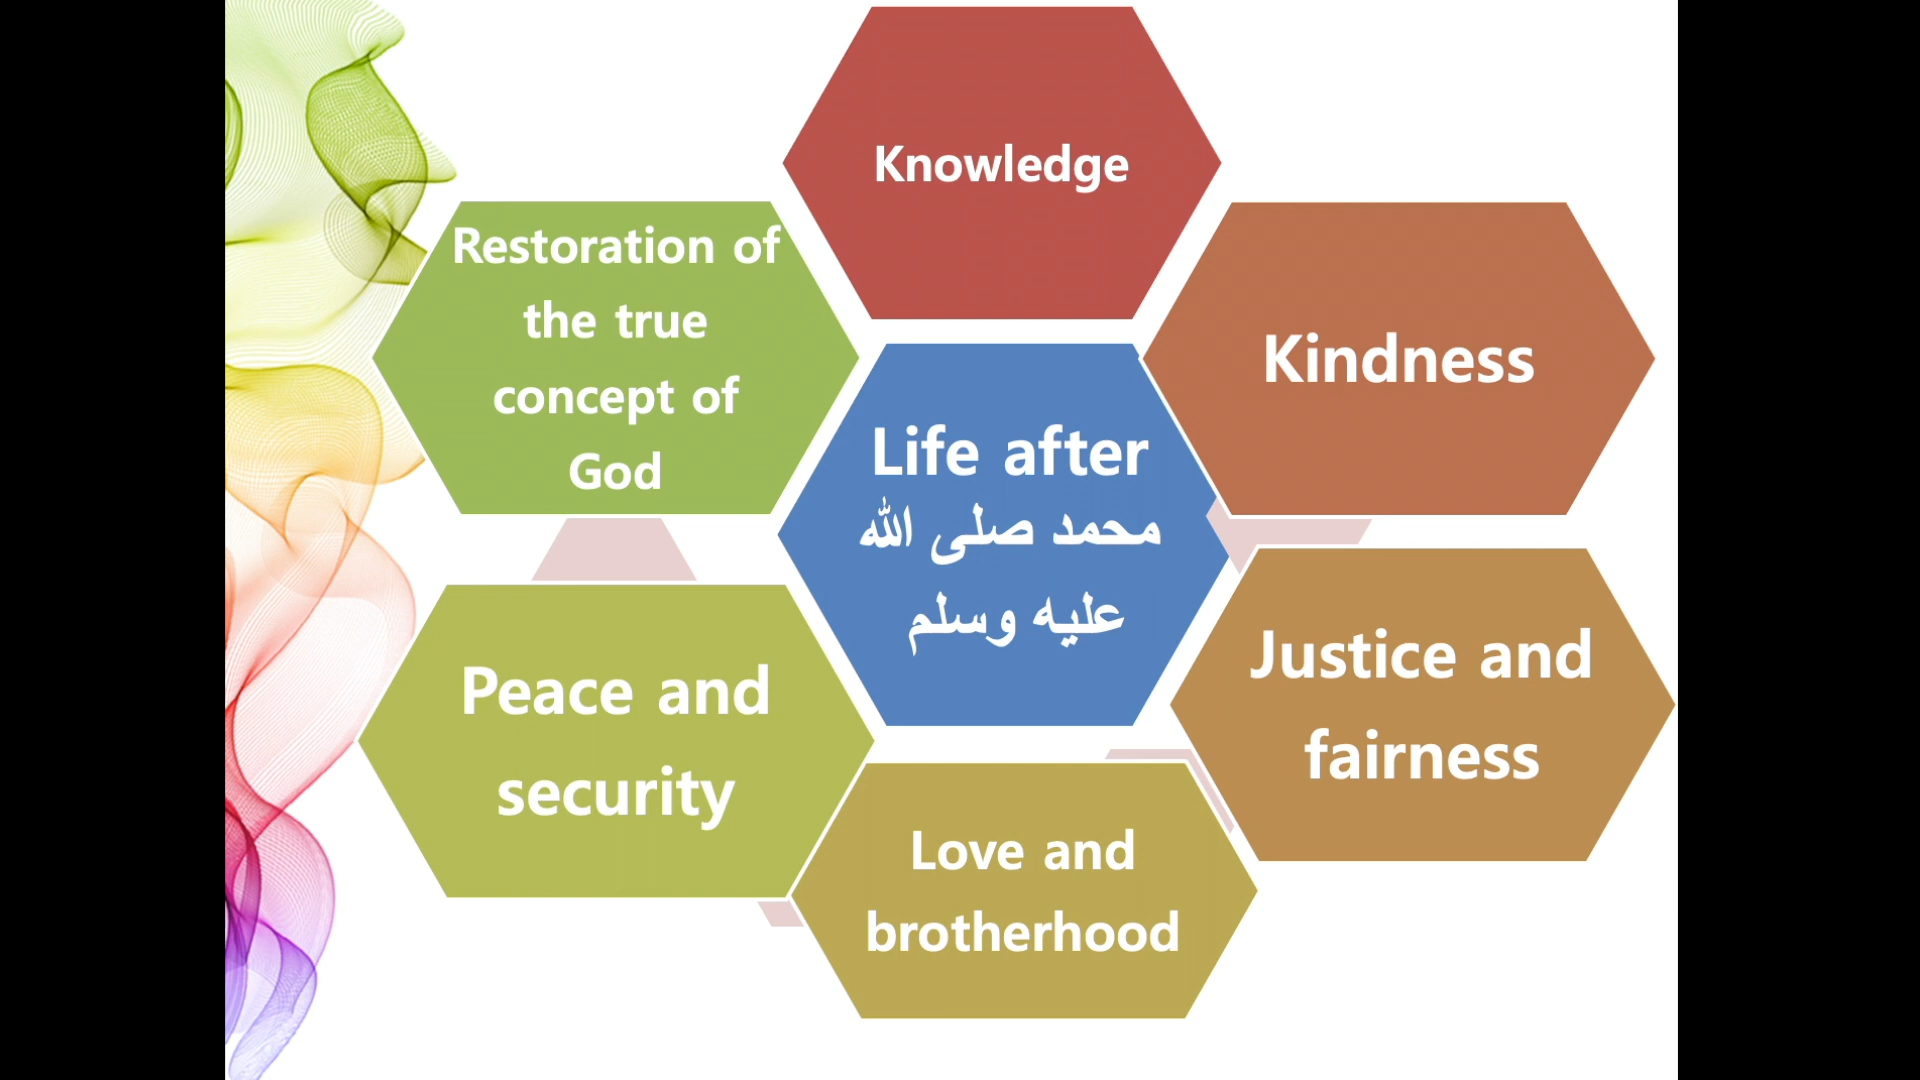 Knowledge
Restoration of
the true
concept of
God
Kindness
Life after
محمد صلى الله
عليه وسلم
Justice and
fairness
Peace and
security
Love and
brotherhood